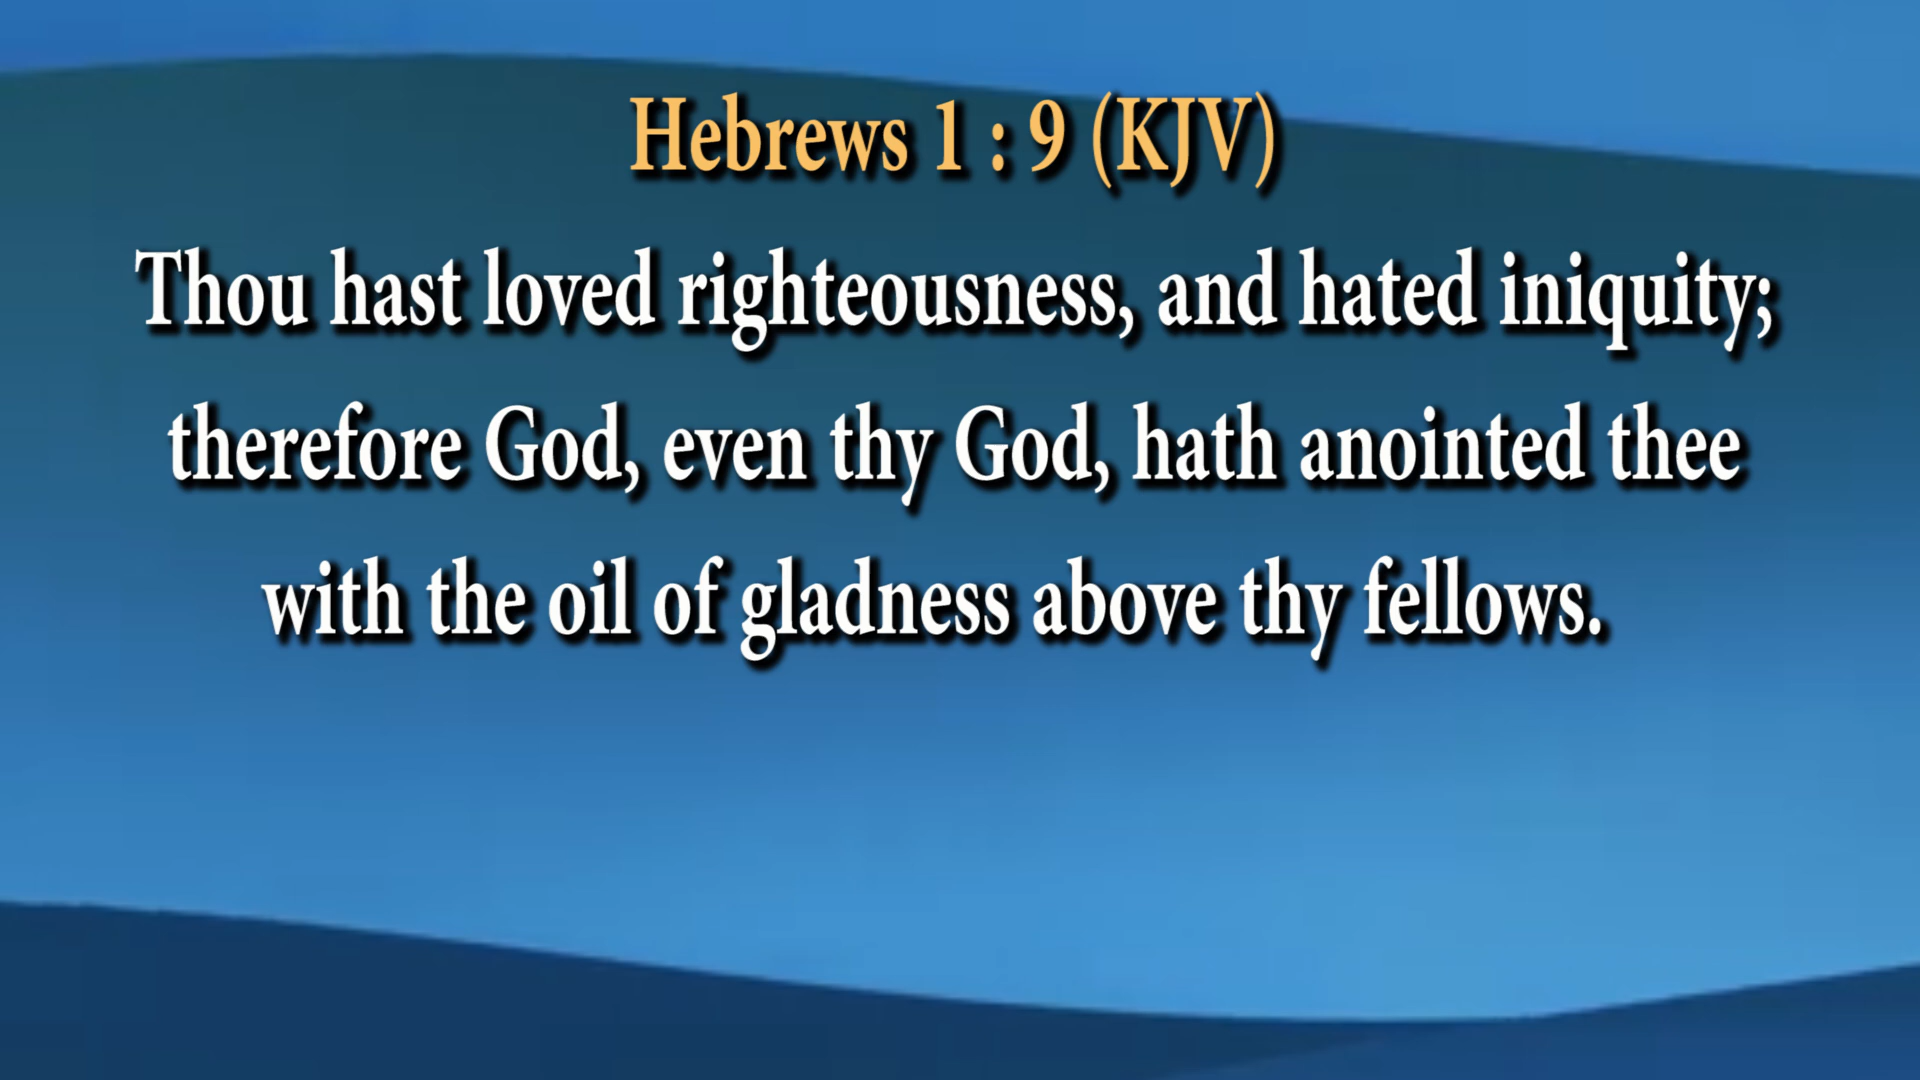 Hebrews 1 : 9 (KJV)
Thou hast loved righteousness, and hated iniquity;
therefore God, even thy God, hath anointed thee
with the oil of gladness above thy fellows.